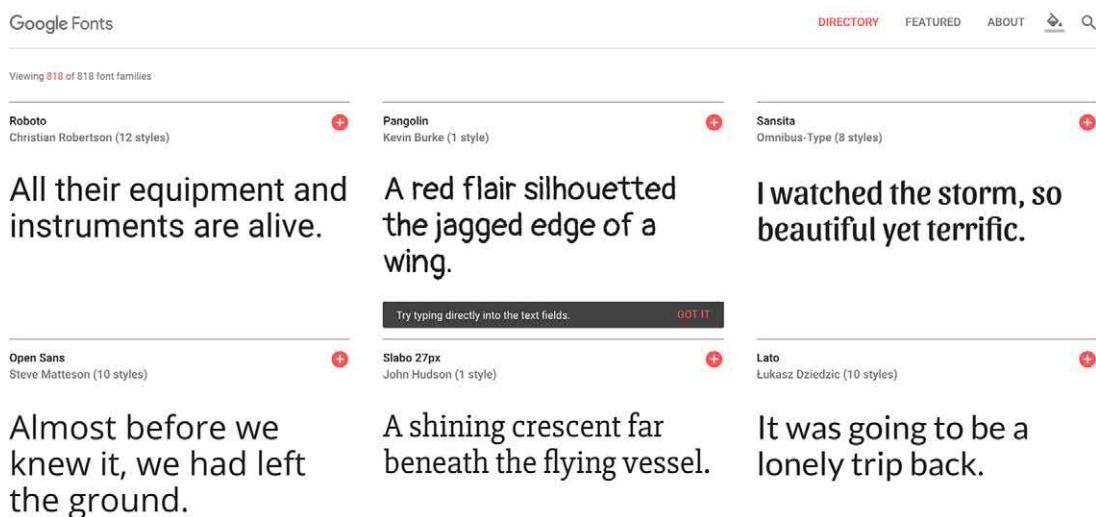 Google Fonts
DIRECTORY FEATURED ABOUT
Viewing 818 of 818 font families
Roboto
Christian Robertson (12 styles)
All their equipment and
instruments are alive.
Pangolin
Kevin Burke (1 style)
A red flair silhouetted
the jagged edge of a
wing.
Try typing directly into the text fields. GOT IT
Sansita
Omnibus-Type (8 styles)
I watched the storm, so
beautiful yet terrific.
Open Sans
Steve Matteson (10 styles)
Almost before we
knew it, we had left
the ground.
Slabo 27px
John Hudson (1 style)
A shining crescent far
beneath the flying vessel.
Lato
Łukasz Dziedzic (10 styles)
It was going to be a
lonely trip back.